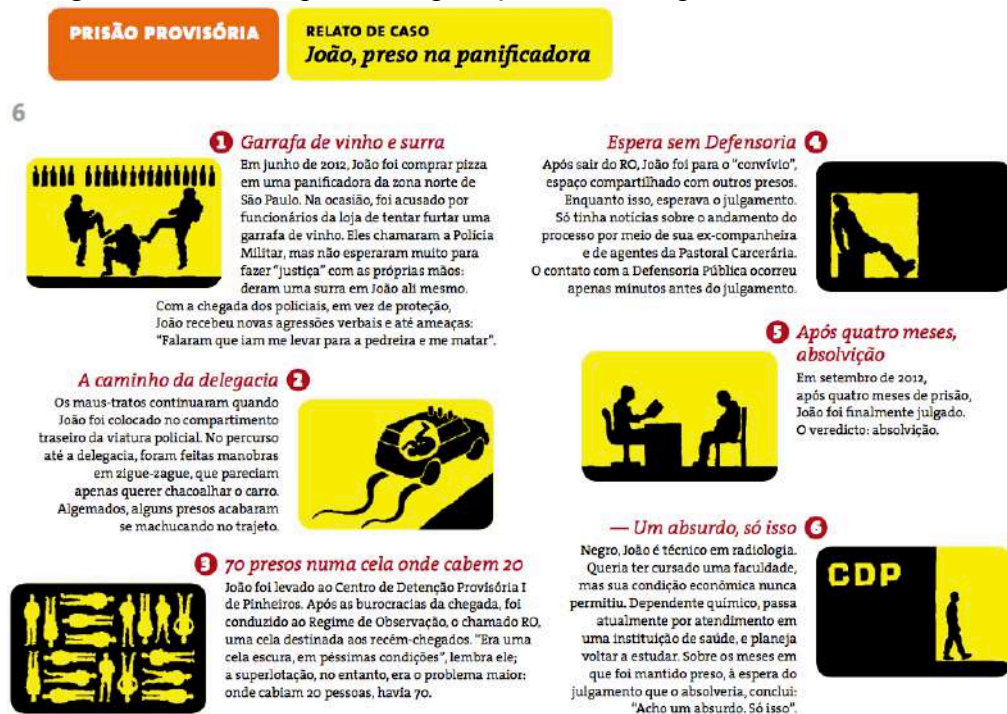 PRISÃO PROVISÓRIA
RELATO DE CASO
João, preso na panificadora
6
1 Garrafa de vinho e surra
Em junho de 2012, João foi comprar pizza
em uma panificadora da zona norte de
São Paulo. Na ocasião, foi acusado por
funcionários da loja de tentar furtar uma
garrafa de vinho. Eles chamaram a Polícia
Militar, mas não esperaram muito para
fazer "justiça" com as próprias mãos:
deram uma surra em João ali mesmo.
Com a chegada dos policiais, em vez de proteção,
João recebeu novas agressões verbais e até ameaças:
"Falaram que iam me levar para a pedreira e me matar".
A caminho da delegacia 2
Os maus-tratos continuaram quando
João foi colocado no compartimento
traseiro da viatura policial. No percurso
até a delegacia, foram feitas manobras
em zigue-zague, que pareciam
apenas querer chacoalhar o carro.
Algemados, alguns presos acabaram
se machucando no trajeto.
3 70 presos numa cela onde cabem 20
João foi levado ao Centro de Detenção Provisória I
de Pinheiros. Após as burocracias da chegada, foi
conduzido ao Regime de Observação, o chamado RO,
uma cela destinada aos recém-chegados. "Era uma
cela escura, em péssimas condições", lembra ele;
a superlotação, no entanto, era o problema maior:
onde cabiam 20 pessoas, havia 70.
Espera sem Defensoria 4
Após sair do RO, João foi para o "convívio",
espaço compartilhado com outros presos.
Enquanto isso, esperava o julgamento.
Só tinha notícias sobre o andamento do
processo por meio de sua ex-companheira
e de agentes da Pastoral Carcerária.
O contato com a Defensoria Pública ocorreu
apenas minutos antes do julgamento.
5 Após quatro meses,
absolvição
Em setembro de 2012,
após quatro meses de prisão,
João foi finalmente julgado.
O veredicto: absolvição.
— Um absurdo, só isso 6
Negro, João é técnico em radiologia.
Queria ter cursado uma faculdade,
mas sua condição econômica nunca
permitiu. Dependente químico, passa
atualmente por atendimento em
uma instituição de saúde, e planeja
voltar a estudar. Sobre os meses em
que foi mantido preso, à espera do
julgamento que o absolveria, conclui:
"Acho um absurdo. Só isso".
CDP